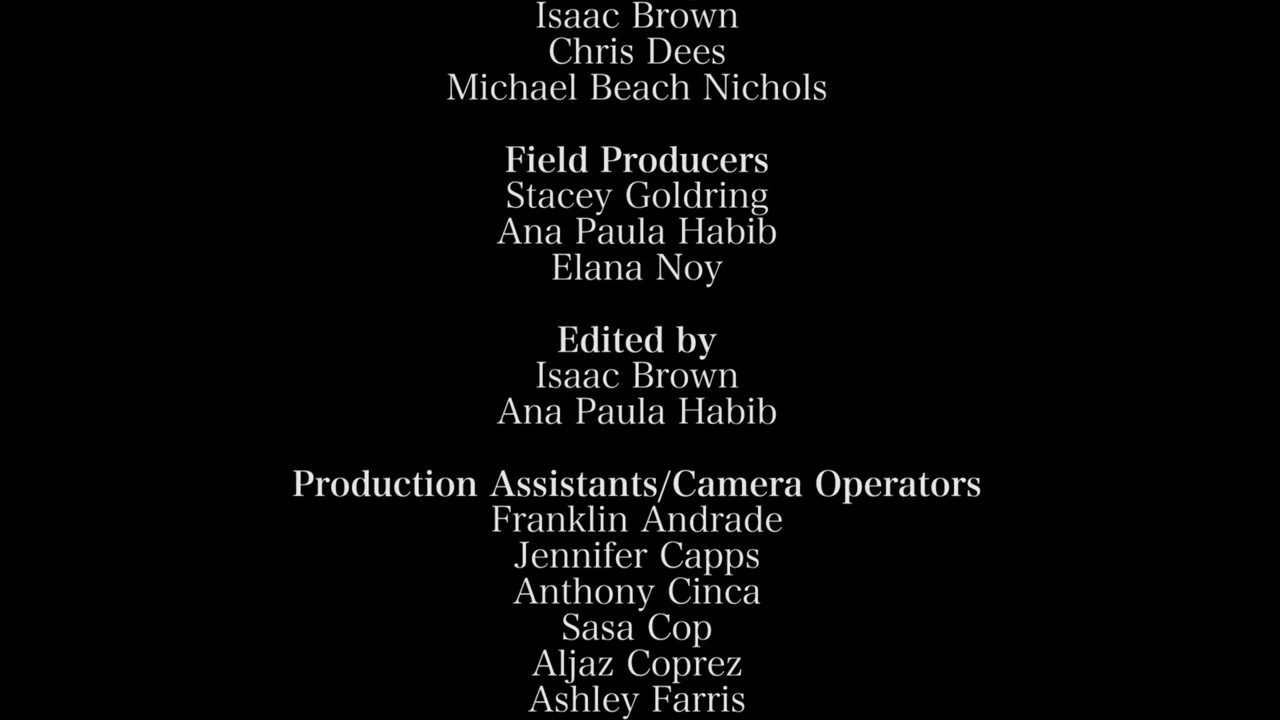 Isaac Brown
Chris Dees
Michael Beach Nichols
Field Producers
Stacey Goldring
Ana Paula Habib
Elana Noy
Edited by
Isaac Brown
Ana Paula Habib
Production Assistants/Camera Operators
Franklin Andrade
Jennifer Capps
Anthony Cinca
Sasa Cop
Aljaz Coprez
Ashley Farris